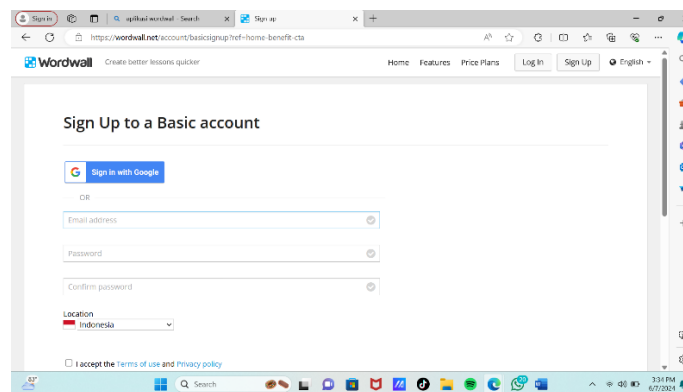 Sign in
aplikasi wordwall - Search
Sign up
https://wordwall.net/account/basicsignup?ref=home-benefit-cta
Wordwall
Create better lessons quicker
Home Features Price Plans Log In Sign Up English
Sign Up to a Basic account
Sign in with Google
OR
Email address
Password
Confirm password
Location
Indonesia
I accept the Terms of use and Privacy policy
83°
Search
3:34 PM
6/7/2024